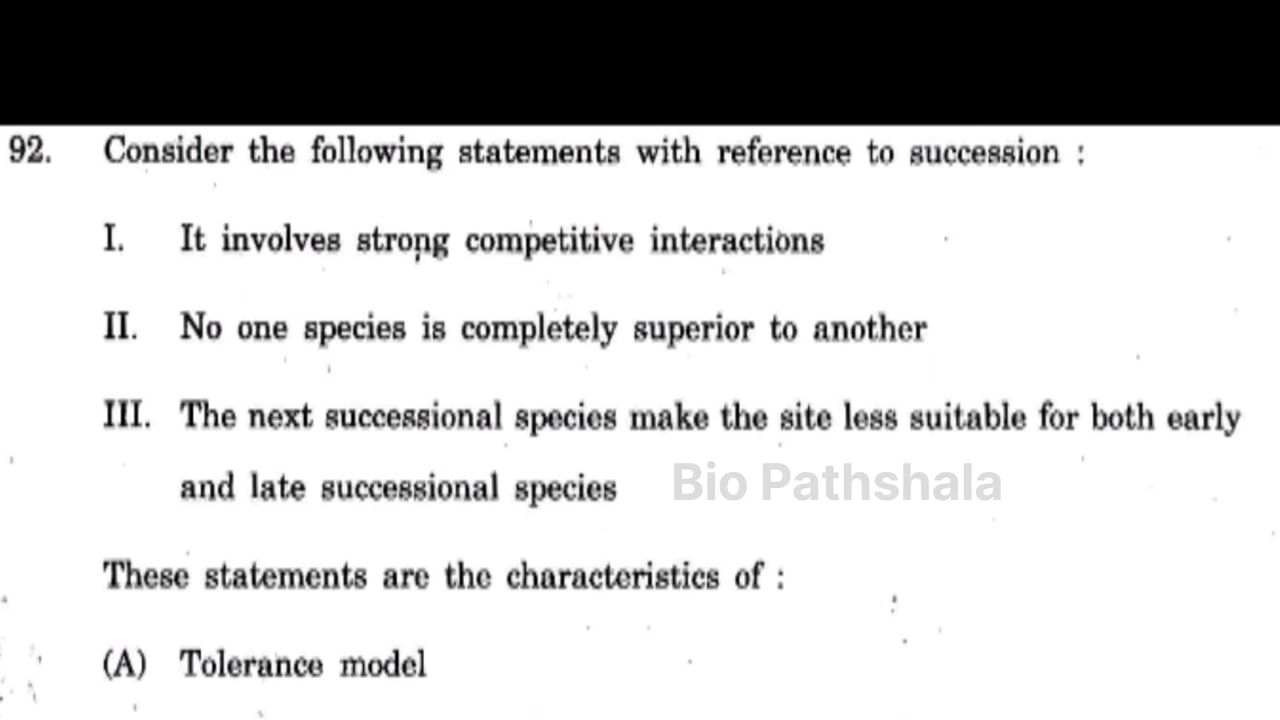 92. Consider the following statements with reference to succession :
I. It involves strong competitive interactions
II. No one species is completely superior to another
III. The next successional species make the site less suitable for both early
and late successional species
Bio Pathshala
These statements are the characteristics of :
(A) Tolerance model